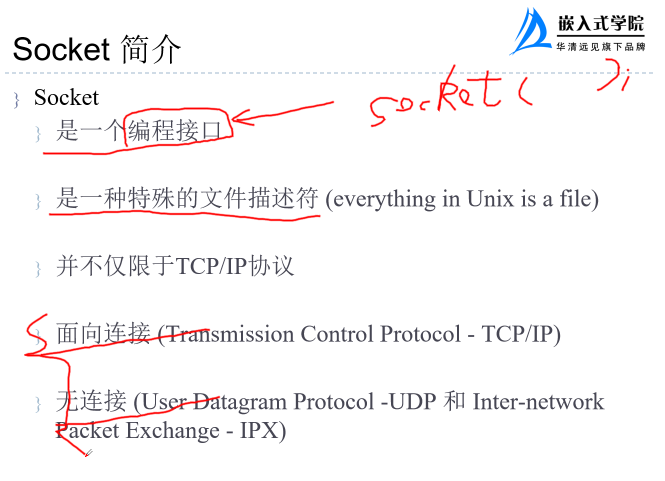 嵌入式学院
华清远见旗下品牌
Socket 简介
socket( );
Socket
是一个编程接口
是一种特殊的文件描述符 (everything in Unix is a file)
并不仅限于TCP/IP协议
面向连接 (Transmission Control Protocol - TCP/IP)
无连接 (User Datagram Protocol -UDP 和 Inter-network
Packet Exchange - IPX)